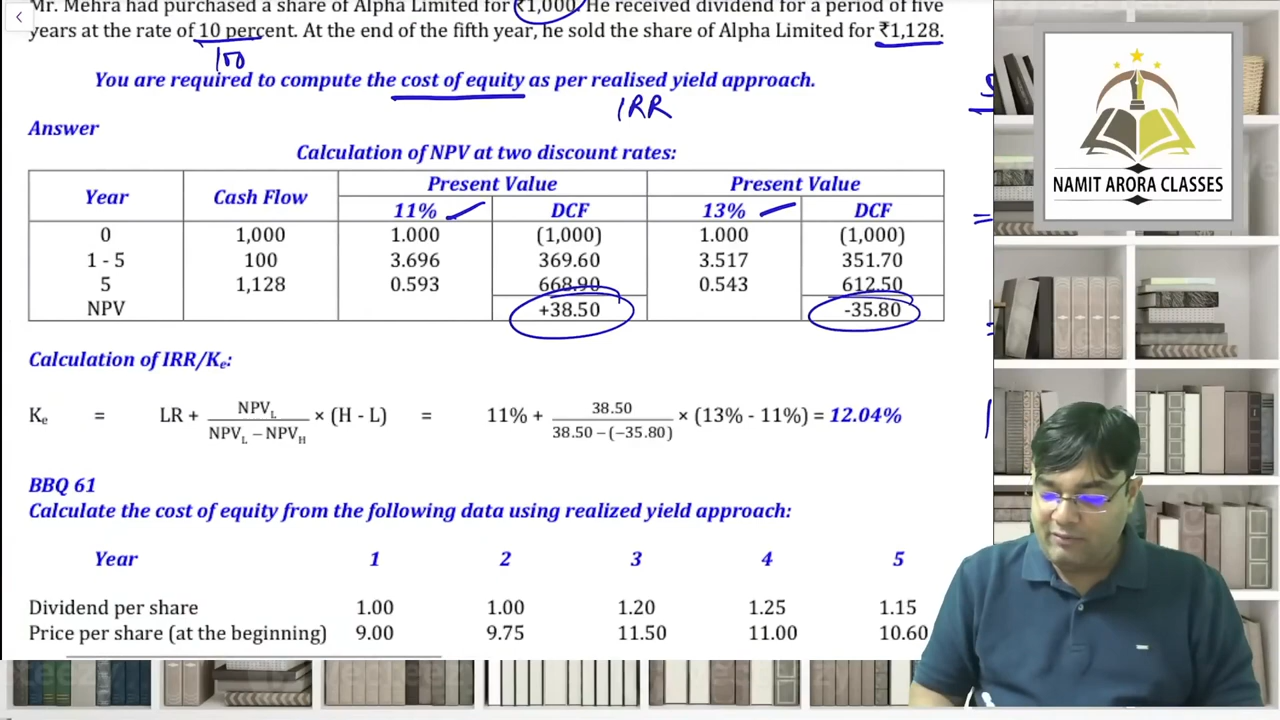 Mr. Mehra had purchased a share of Alpha Limited for ₹1,000. He received dividend for a period of five
years at the rate of 10 percent. At the end of the fifth year, he sold the share of Alpha Limited for ₹1,128.
100
You are required to compute the cost of equity as per realised yield approach.
IRR
Answer
Calculation of NPV at two discount rates:
Year Cash Flow Present Value Present Value
11% DCF 13% DCF
0 1,000 1.000 (1,000) 1.000 (1,000)
1 - 5 100 3.696 369.60 3.517 351.70
5 1,128 0.593 668.90 0.543 612.50
NPV +38.50 -35.80
Calculation of IRR/Ke:
Ke = LR + NPVL / NPVL – NPVH × (H - L) = 11% + 38.50 / 38.50 – (−35.80) × (13% - 11%) = 12.04%
BBQ 61
Calculate the cost of equity from the following data using realized yield approach:
Year 1 2 3 4 5
Dividend per share 1.00 1.00 1.20 1.25 1.15
Price per share (at the beginning) 9.00 9.75 11.50 11.00 10.60
NAMIT ARORA CLASSES